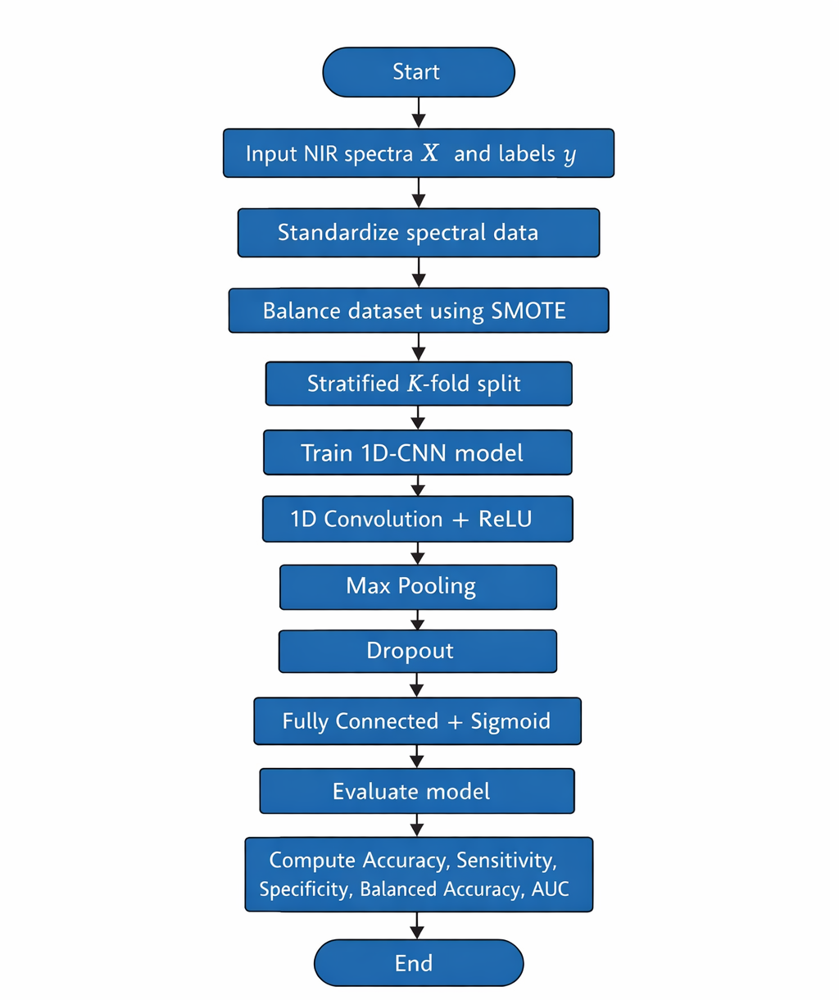 Start
Input NIR spectra X and labels y
Standardize spectral data
Balance dataset using SMOTE
Stratified K-fold split
Train 1D-CNN model
1D Convolution + ReLU
Max Pooling
Dropout
Fully Connected + Sigmoid
Evaluate model
Compute Accuracy, Sensitivity,
Specificity, Balanced Accuracy, AUC
End